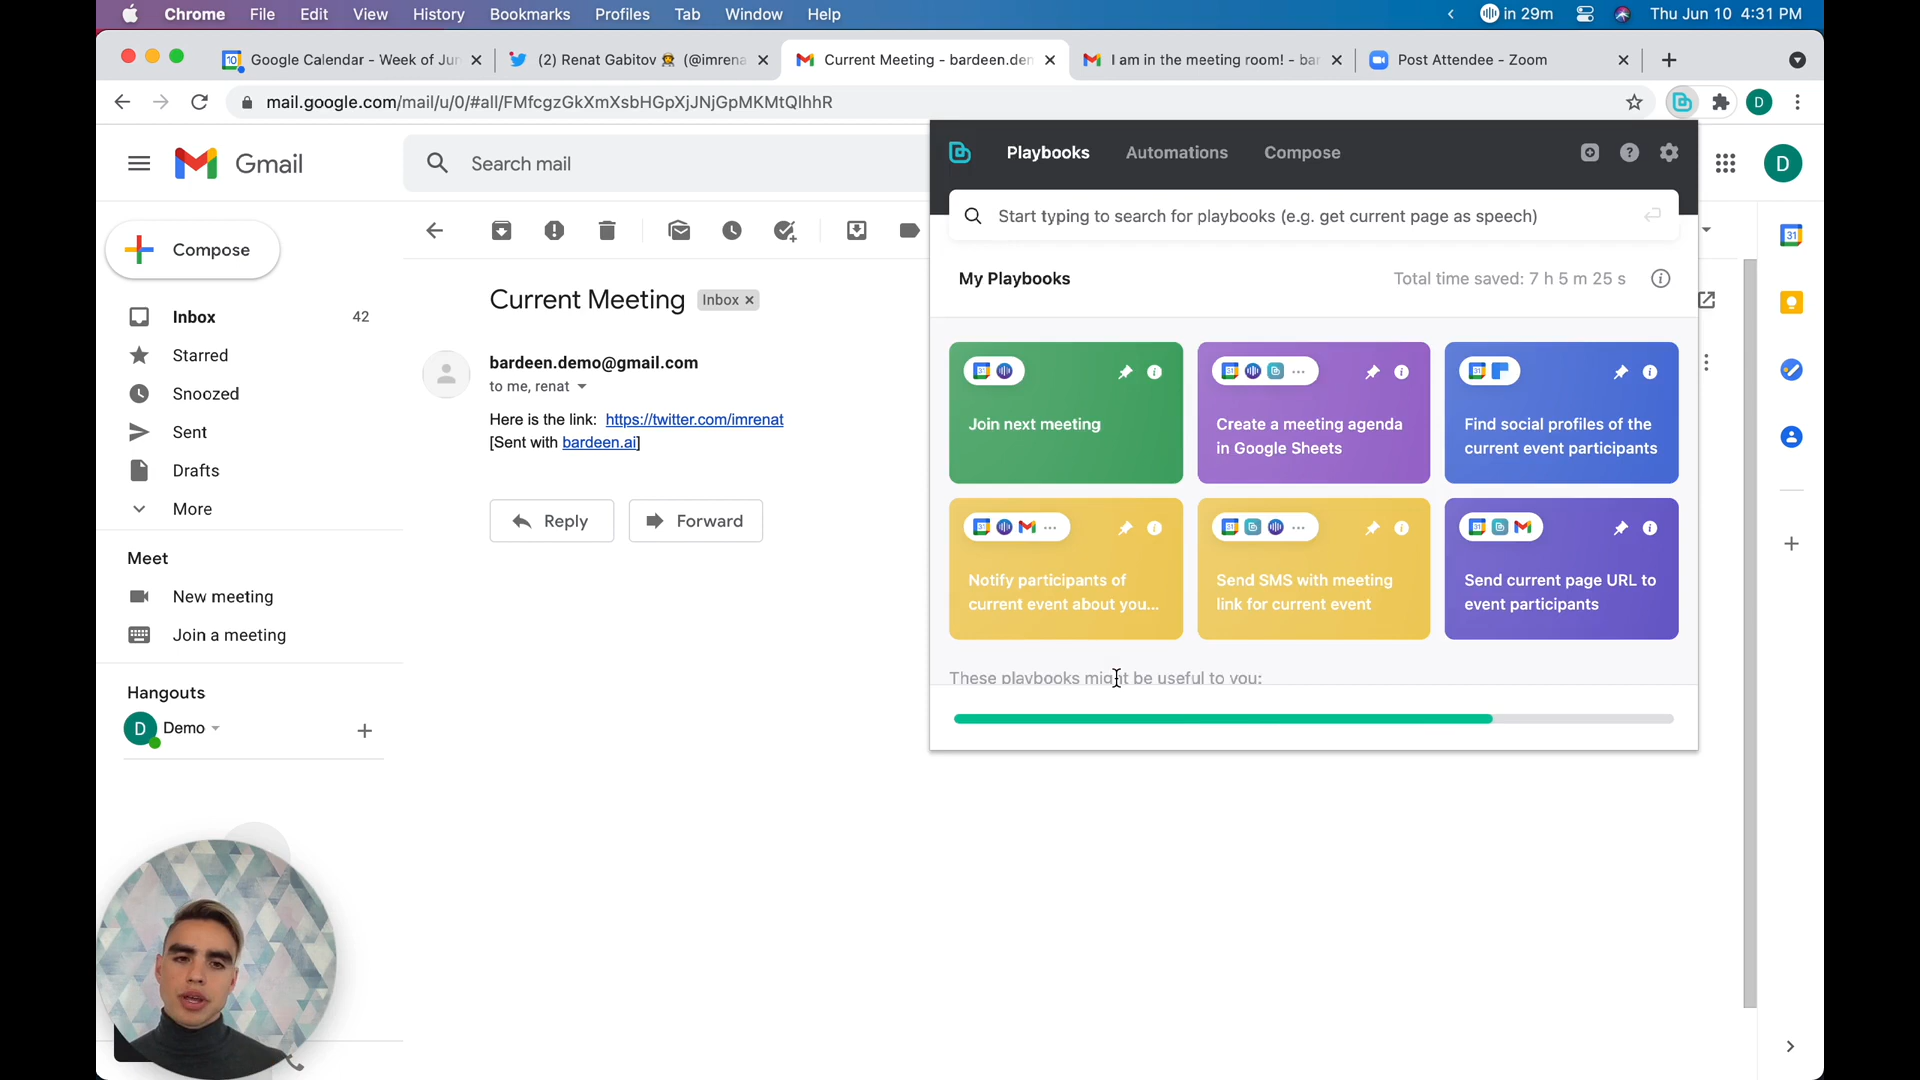 Chrome File Edit View History Bookmarks Profiles Tab Window Help in 29m Thu Jun 10 4:31 PM
Google Calendar - Week of Jun (2) Renat Gabitov (@imrena Current Meeting - bardeen.den I am in the meeting room! - bar Post Attendee - Zoom
mail.google.com/mail/u/0/#all/FMfcgzGkXmXsbHGpXjJNjGpMKMtQlhhR D
Gmail
Search mail
D
Compose
Inbox 42
Starred
Snoozed
Sent
Drafts
More
Meet
New meeting
Join a meeting
Hangouts
D Demo
Current Meeting Inbox
bardeen.demo@gmail.com
to me, renat
Here is the link: https://twitter.com/imrenat
[Sent with bardeen.ai]
Reply Forward
Playbooks Automations Compose
Start typing to search for playbooks (e.g. get current page as speech)
My Playbooks Total time saved: 7 h 5 m 25 s
Join next meeting
Create a meeting agenda
in Google Sheets
Find social profiles of the
current event participants
Notify participants of
current event about you...
Send SMS with meeting
link for current event
Send current page URL to
event participants
These playbooks might be useful to you: